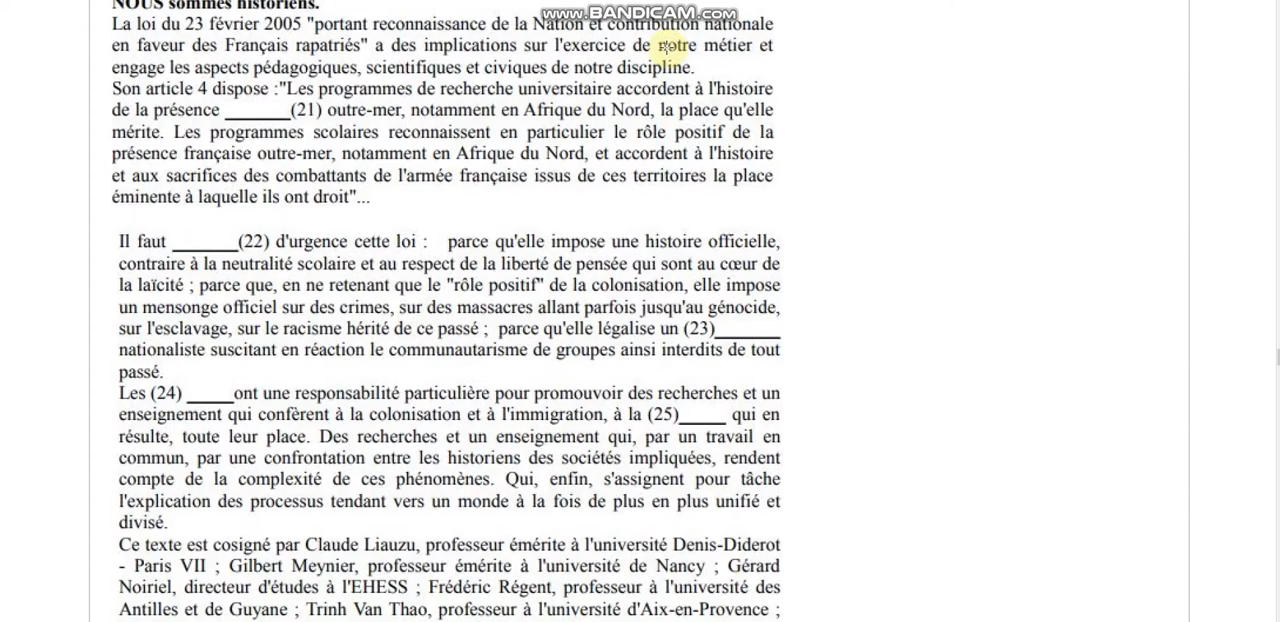 NOUS sommes historiens.
www.BANDICAM.com
La loi du 23 février 2005 "portant reconnaissance de la Nation et contribution nationale
en faveur des Français rapatriés" a des implications sur l'exercice de notre métier et
engage les aspects pédagogiques, scientifiques et civiques de notre discipline.
Son article 4 dispose :"Les programmes de recherche universitaire accordent à l'histoire
de la présence _______(21) outre-mer, notamment en Afrique du Nord, la place qu'elle
mérite. Les programmes scolaires reconnaissent en particulier le rôle positif de la
présence française outre-mer, notamment en Afrique du Nord, et accordent à l'histoire
et aux sacrifices des combattants de l'armée française issus de ces territoires la place
éminente à laquelle ils ont droit"...
Il faut _______(22) d'urgence cette loi : parce qu'elle impose une histoire officielle,
contraire à la neutralité scolaire et au respect de la liberté de pensée qui sont au cœur de
la laïcité ; parce que, en ne retenant que le "rôle positif" de la colonisation, elle impose
un mensonge officiel sur des crimes, sur des massacres allant parfois jusqu'au génocide,
sur l'esclavage, sur le racisme hérité de ce passé ; parce qu'elle légalise un (23)_______
nationaliste suscitant en réaction le communautarisme de groupes ainsi interdits de tout
passé.
Les (24) _____ont une responsabilité particulière pour promouvoir des recherches et un
enseignement qui confèrent à la colonisation et à l'immigration, à la (25)_____ qui en
résulte, toute leur place. Des recherches et un enseignement qui, par un travail en
commun, par une confrontation entre les historiens des sociétés impliquées, rendent
compte de la complexité de ces phénomènes. Qui, enfin, s'assignent pour tâche
l'explication des processus tendant vers un monde à la fois de plus en plus unifié et
divisé.
Ce texte est cosigné par Claude Liauzu, professeur émérite à l'université Denis-Diderot
- Paris VII ; Gilbert Meynier, professeur émérite à l'université de Nancy ; Gérard
Noiriel, directeur d'études à l'EHESS ; Frédéric Régent, professeur à l'université des
Antilles et de Guyane ; Trinh Van Thao, professeur à l'université d'Aix-en-Provence ;